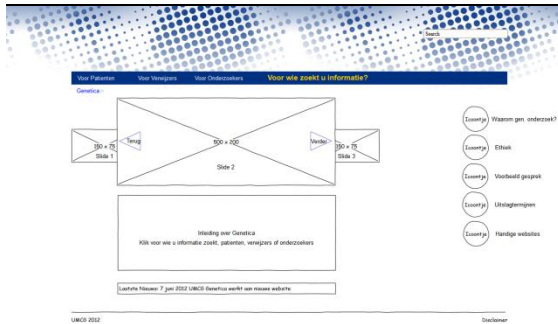 Search
Voor Patienten Voor Verwijzers Voor Onderzoekers Voor wie zoekt u informatie?
Genetica
Icoontje Waarom gen. onderzoek?
Terug 600 x 200 Verder
350 x 75 350 x 75
Slide 1 Slide 3
Icoontje Ethiek
Slide 2
Icoontje Voorbeeld gesprek
Icoontje Uitslagtermijnen
Inleiding over Genetica
Icoontje Handige websites
Klik voor wie u informatie zoekt, patienten, verwijzers of onderzoekers
Laatste Nieuws: 7 juni 2012 UMCG Genetica werkt aan nieuwe website
UMCG 2012 Disclaimer